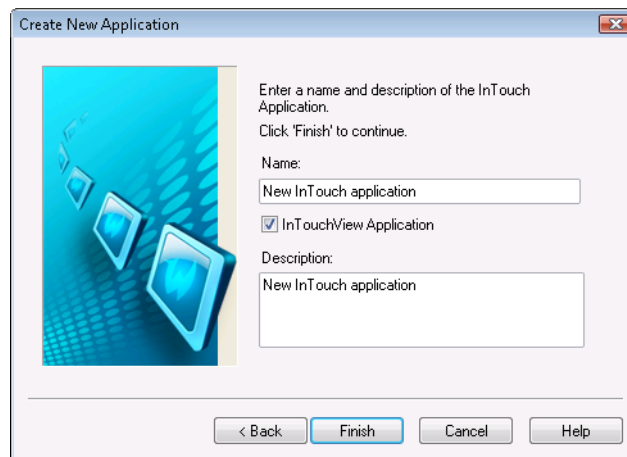 Create New Application
Enter a name and description of the InTouch
Application.
Click 'Finish' to continue.
Name:
New InTouch application
InTouchView Application
Description:
New InTouch application
< Back
Finish
Cancel
Help